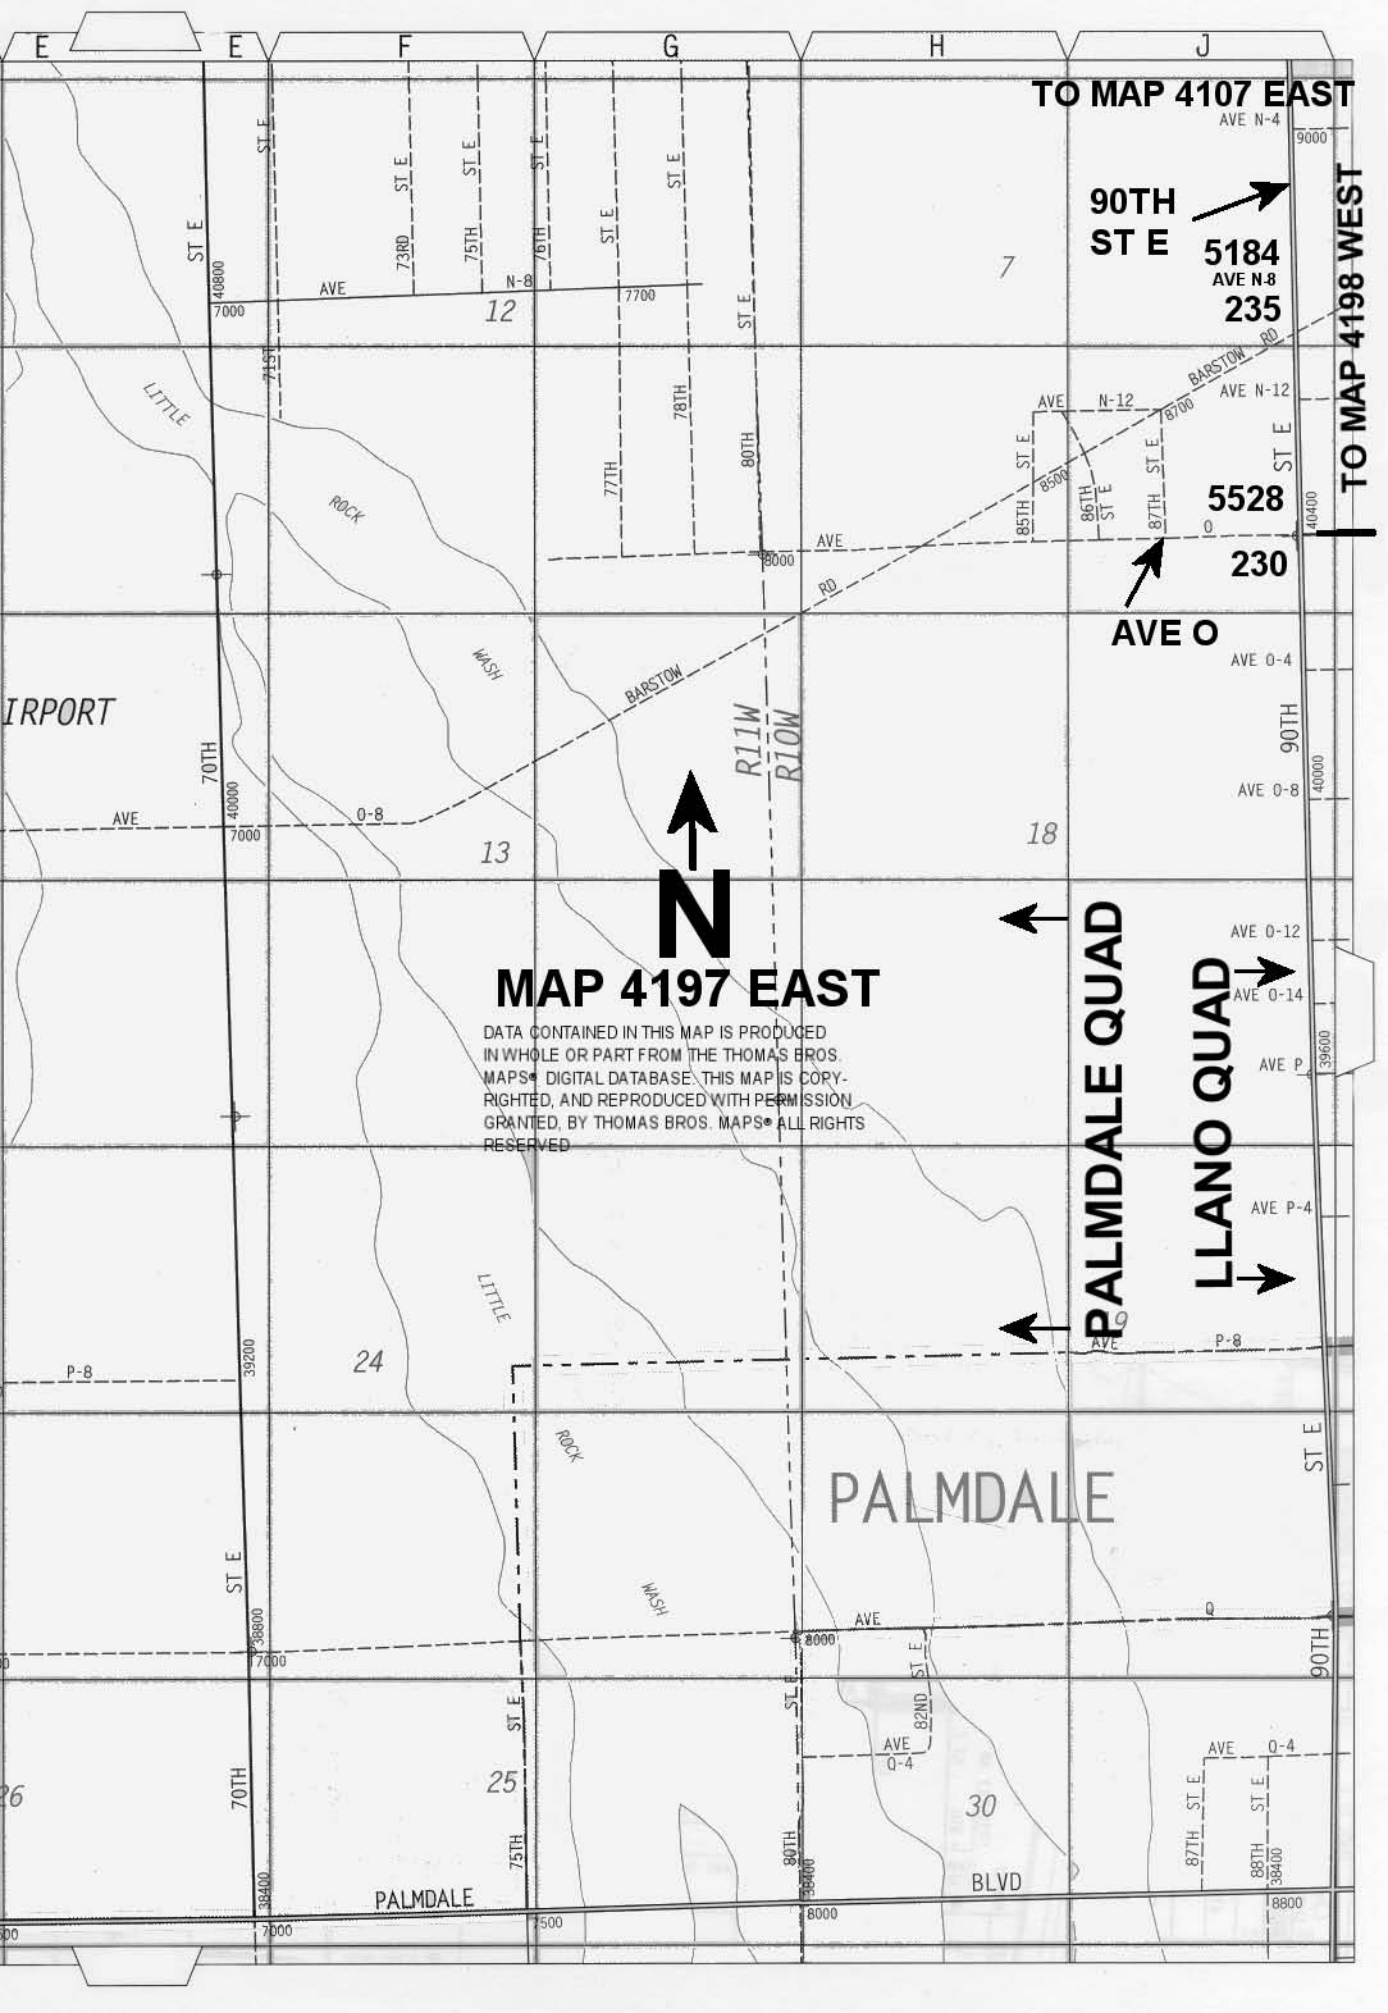 E
E
F
G
H
J
TO MAP 4107 EAST
AVE N-4
9000
TO MAP 4198 WEST
90TH
ST E
5184
AVE N-8
235
7
ST E
ST E
ST E
ST E
ST E
ST E
ST E
ST E
73RD
75TH
76TH
40800
7000
AVE
N-8
7700
12
ST E
71ST
LITTLE
ROCK
WASH
77TH
78TH
80TH
8000
AVE
BARSTOW
RD
AVE N-12
ST E
AVE
N-12
8700
8500
85TH
ST E
86TH
ST E
87TH
ST E
5528
40400
O
230
AVE O
RD
BARSTOW
AVE O-4
IRPORT
70TH
R11W
R10W
90TH
40000
AVE O-8
40000
7000
AVE
O-8
13
18
N
MAP 4197 EAST
DATA CONTAINED IN THIS MAP IS PRODUCED
IN WHOLE OR PART FROM THE THOMAS BROS.
MAPS® DIGITAL DATABASE. THIS MAP IS COPY-
RIGHTED, AND REPRODUCED WITH PERMISSION
GRANTED, BY THOMAS BROS. MAPS® ALL RIGHTS
RESERVED
PALMDALE QUAD
LLANO QUAD
AVE O-12
AVE O-14
AVE P
39600
AVE P-4
LITTLE
9
AVE
P-8
P-8
39200
24
ROCK
PALMDALE
ST E
ST E
WASH
AVE
Q
38800
7000
8000
90TH
ST E
ST E
82ND
ST E
AVE
Q-4
AVE
Q-4
26
70TH
25
30
87TH
ST E
88TH
ST E
75TH
80TH
38400
38400
38400
PALMDALE
BLVD
7000
7500
8000
8800